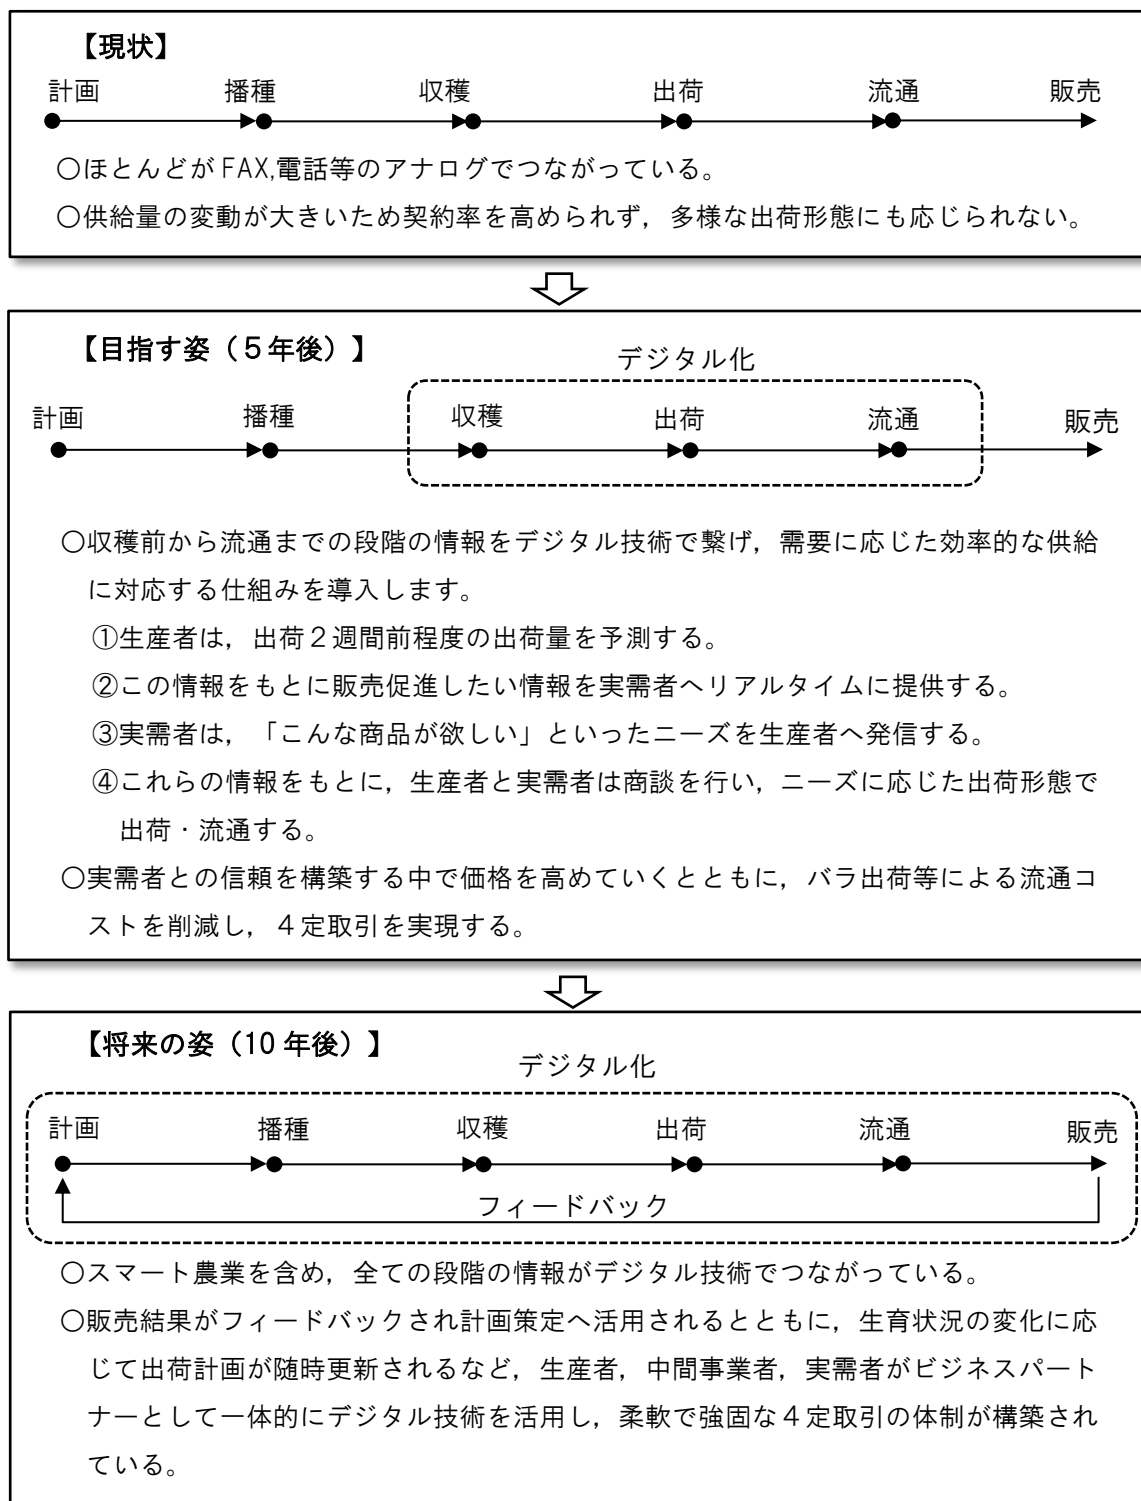 【現状】
計画 播種 収穫 出荷 流通 販売
○ほとんどが FAX,電話等のアナログでつながっている。
○供給量の変動が大きいため契約率を高められず，多様な出荷形態にも応じられない。
【目指す姿（５年後）】
デジタル化
計画 播種 収穫 出荷 流通 販売
○収穫前から流通までの段階の情報をデジタル技術で繋げ，需要に応じた効率的な供給
に対応する仕組みを導入します。
①生産者は，出荷２週間前程度の出荷量を予測する。
②この情報をもとに販売促進したい情報を実需者へリアルタイムに提供する。
③実需者は，「こんな商品が欲しい」といったニーズを生産者へ発信する。
④これらの情報をもとに，生産者と実需者は商談を行い，ニーズに応じた出荷形態で
出荷・流通する。
○実需者との信頼を構築する中で価格を高めていくとともに，バラ出荷等による流通コ
ストを削減し，４定取引を実現する。
【将来の姿（10 年後）】
デジタル化
計画 播種 収穫 出荷 流通 販売
フィードバック
○スマート農業を含め，全ての段階の情報がデジタル技術でつながっている。
○販売結果がフィードバックされ計画策定へ活用されるとともに，生育状況の変化に応
じて出荷計画が随時更新されるなど，生産者，中間事業者，実需者がビジネスパート
ナーとして一体的にデジタル技術を活用し，柔軟で強固な４定取引の体制が構築され
ている。